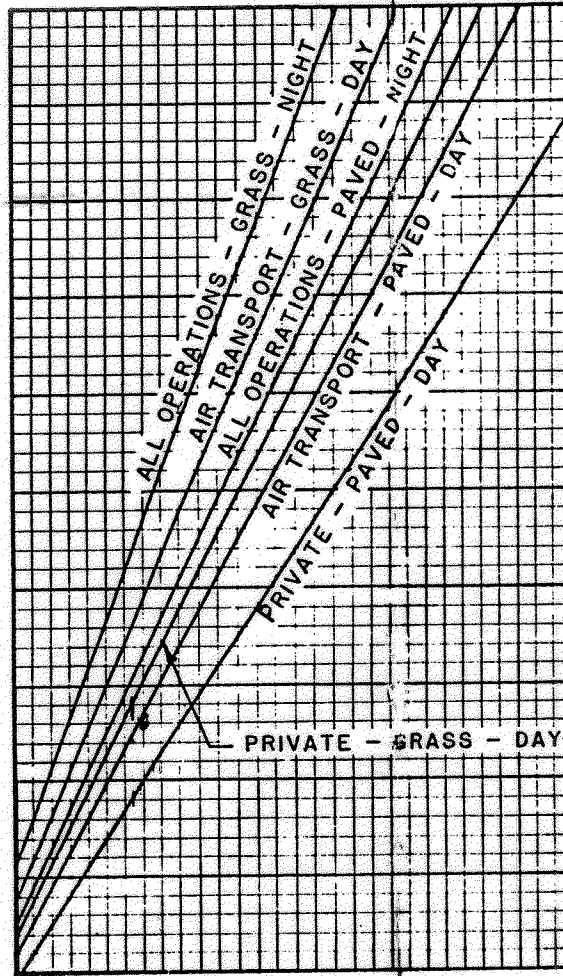 ALL OPERATIONS - GRASS - NIGHT
AIR TRANSPORT - GRASS - DAY
ALL OPERATIONS - PAVED - NIGHT
AIR TRANSPORT - PAVED - DAY
PRIVATE - PAVED - DAY
PRIVATE - GRASS - DAY